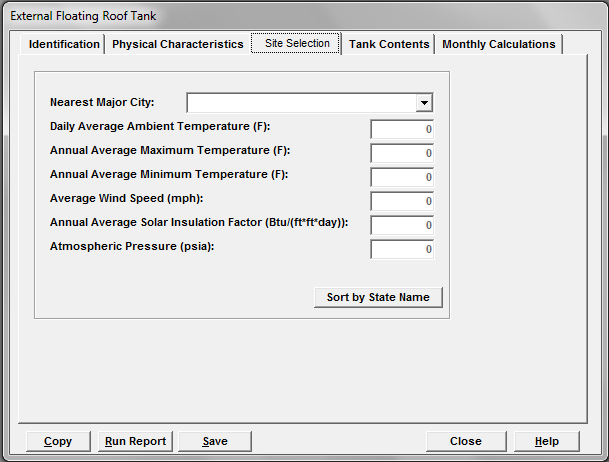 External Floating Roof Tank
Identification Physical Characteristics Site Selection Tank Contents Monthly Calculations
Nearest Major City:
Daily Average Ambient Temperature (F): 0
Annual Average Maximum Temperature (F): 0
Annual Average Minimum Temperature (F): 0
Average Wind Speed (mph): 0
Annual Average Solar Insulation Factor (Btu/(ft*ft*day)): 0
Atmospheric Pressure (psia): 0
Sort by State Name
Copy Run Report Save Close Help